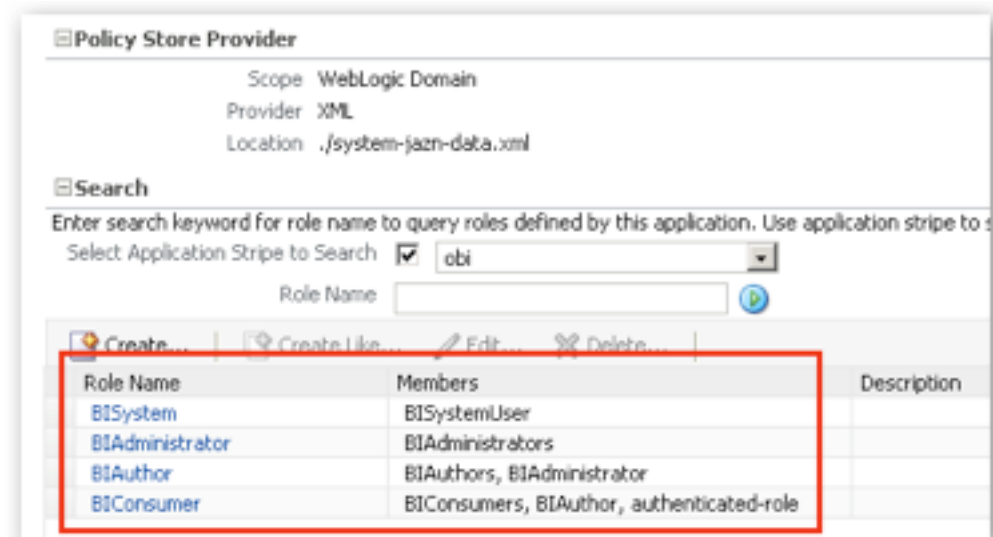 Policy Store Provider
Scope WebLogic Domain
Provider XML
Location ./system-jazn-data.xml
Search
Enter search keyword for role name to query roles defined by this application. Use application stripe to
Select Application Stripe to Search obi
Role Name
Create... Create Like... Edit... Delete...
Role Name Members Description
BISystem BISystemUser
BIAdministrator BIAdministrators
BIAuthor BIAuthors, BIAdministrator
BIConsumer BIConsumers, BIAuthor, authenticated-role